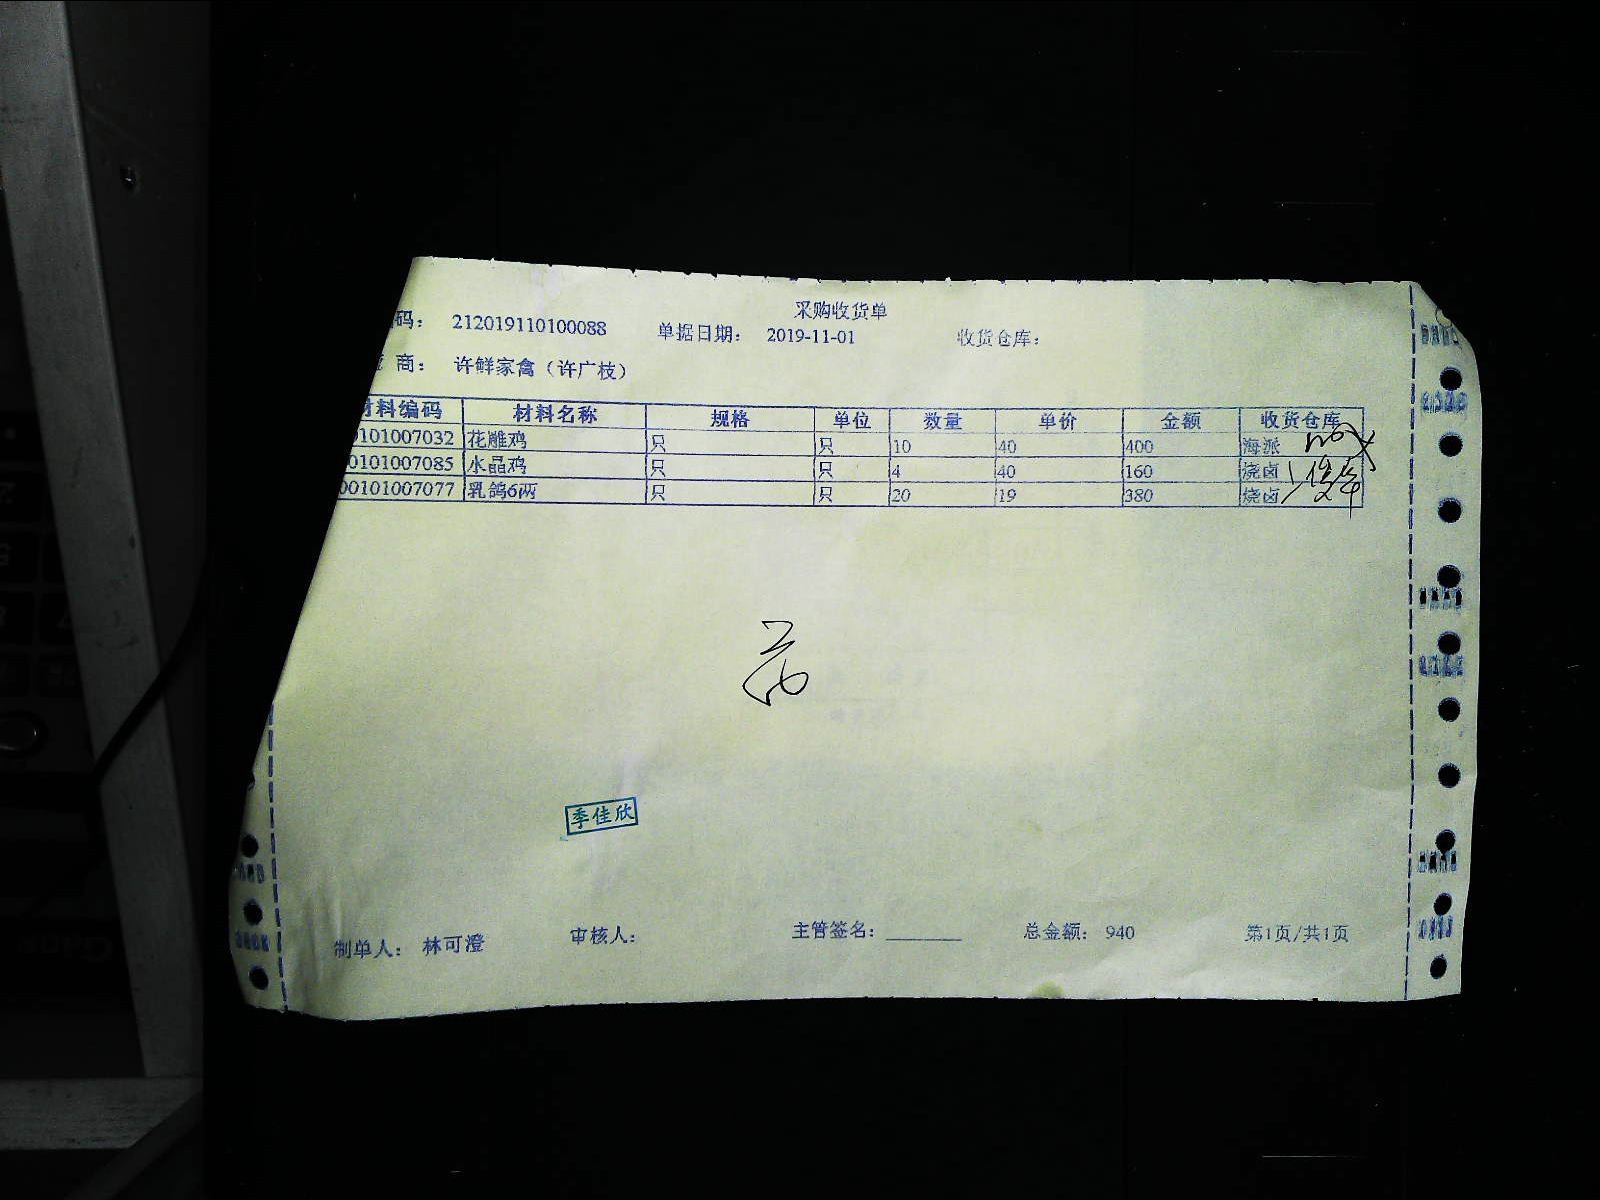 采购收货单
码： 212019110100088 单据日期： 2019-11-01 收货仓库：
商： 许鲜家禽（许广枝）
材料编码 材料名称 规格 单位 数量 单价 金额 收货仓库
0101007032 花雕鸡 只 只 10 40 400 海派
0101007085 水晶鸡 只 只 4 40 160 烧卤
00101007077 乳鸽6两 只 只 20 19 380 烧卤
季佳欣
制单人： 林可澄 审核人： 主管签名：________ 总金额： 940 第1页/共1页